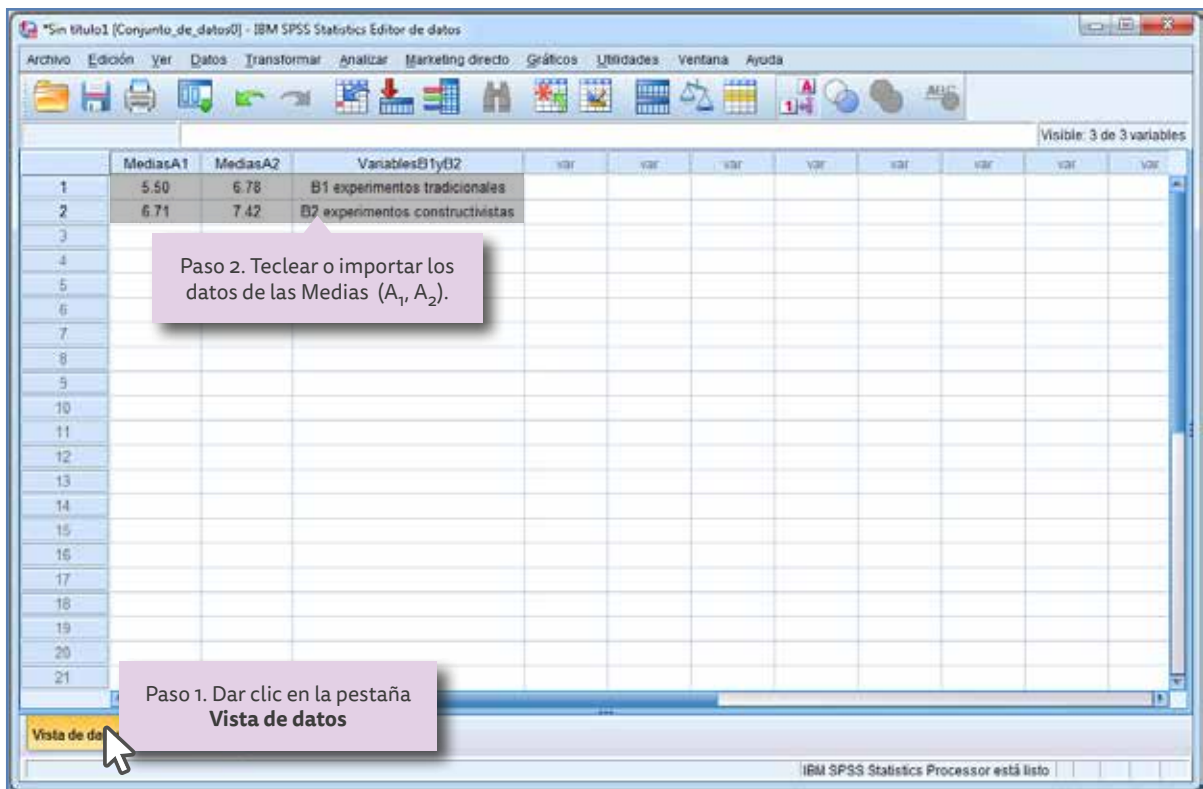 *Sin título1 [Conjunto_de_datos0] - IBM SPSS Statistics Editor de datos
Archivo Edición Ver Datos Transformar Analizar Marketing directo Gráficos Utilidades Ventana Ayuda
Visible: 3 de 3 variables
MediasA1 MediasA2 VariablesB1yB2 var var var var var var var
1 5.50 6.78 B1 experimentos tradicionales
2 6.71 7.42 B2 experimentos constructivistas
3
4
5
6
7
8
9
10
11
12
13
14
15
16
17
18
19
20
21
Paso 2. Teclear o importar los
datos de las Medias (A₁, A₂).
Paso 1. Dar clic en la pestaña
Vista de datos
Vista de da
IBM SPSS Statistics Processor está listo